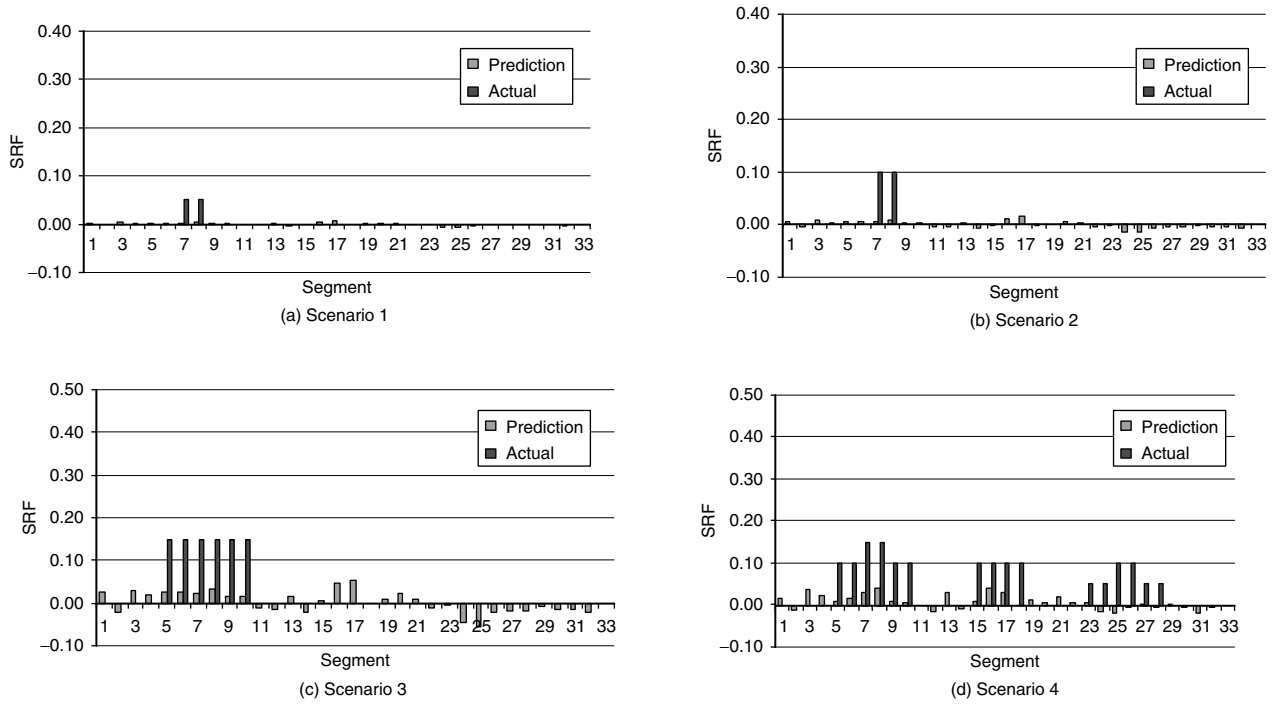 0.40
0.30
0.20
0.10
0.00
−0.10
SRF
Prediction
Actual
1 3 5 7 9 11 13 15 17 19 21 23 25 27 29 31 33
Segment
(a) Scenario 1
0.40
0.30
0.20
0.10
0.00
−0.10
SRF
Prediction
Actual
1 3 5 7 9 11 13 15 17 19 21 23 25 27 29 31 33
Segment
(b) Scenario 2
0.50
0.40
0.30
0.20
0.10
0.00
−0.10
SRF
Prediction
Actual
1 3 5 7 9 11 13 15 17 19 21 23 25 27 29 31 33
Segment
(c) Scenario 3
0.50
0.40
0.30
0.20
0.10
0.00
−0.10
SRF
Prediction
Actual
1 3 5 7 9 11 13 15 17 19 21 23 25 27 29 31 33
Segment
(d) Scenario 4